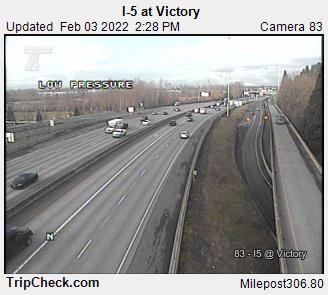 I-5 at Victory
Updated Feb 03 2022 2:28 PM Camera 83
T
LOW PRESSURE
N
83 - I5 @ Victory
TripCheck.com Milepost306.80